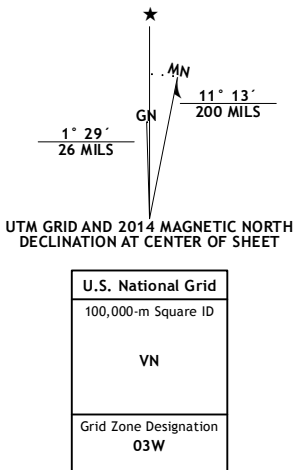 ★
MN
11° 13´
200 MILS
GN
1° 29´
26 MILS
UTM GRID AND 2014 MAGNETIC NORTH
DECLINATION AT CENTER OF SHEET
U.S. National Grid
100,000-m Square ID
VN
Grid Zone Designation
03W